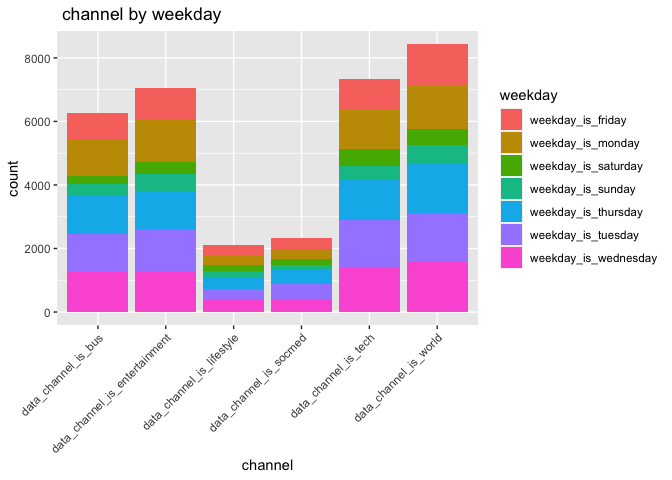 channel by weekday
8000
6000
4000
2000
0
count
data_channel_is_bus
data_channel_is_entertainment
data_channel_is_lifestyle
data_channel_is_socmed
data_channel_is_tech
data_channel_is_world
channel
weekday
weekday_is_friday
weekday_is_monday
weekday_is_saturday
weekday_is_sunday
weekday_is_thursday
weekday_is_tuesday
weekday_is_wednesday